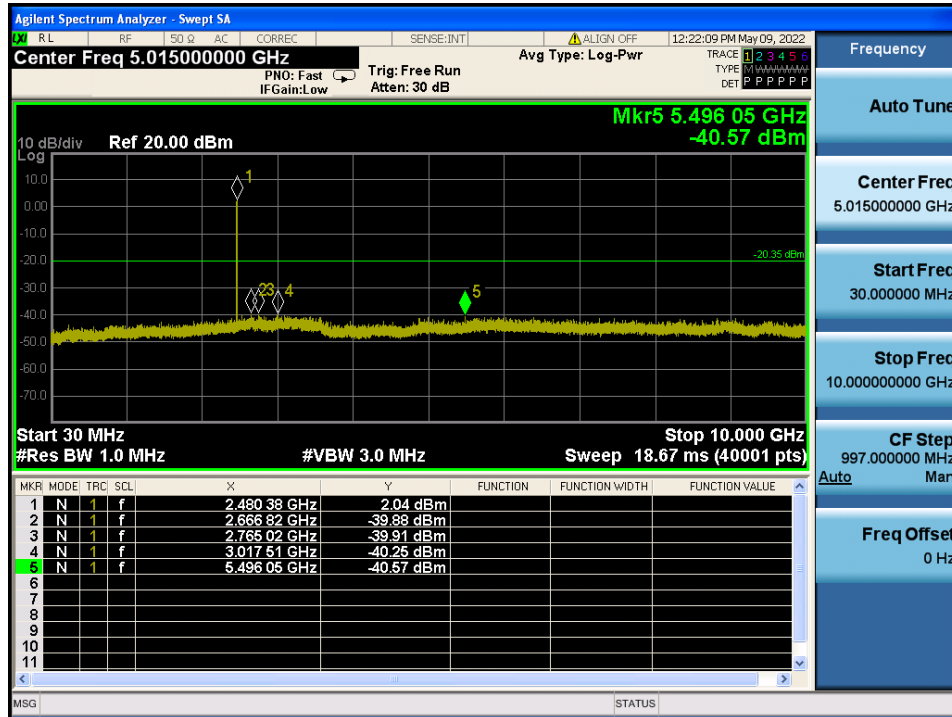 Agilent Spectrum Analyzer - Swept SA
LXI RL RF 50 Ω AC CORREC SENSE:INT ALIGN OFF 12:22:09 PM May 09, 2022
Center Freq 5.015000000 GHz
PNO: Fast
IFGain:Low
Trig: Free Run
Atten: 30 dB
Avg Type: Log-Pwr
TRACE 1 2 3 4 5 6
TYPE M
DET P P P P P P
Mkr5 5.496 05 GHz
-40.57 dBm
10 dB/div Ref 20.00 dBm
Log
10.0
0.00
-10.0
-20.0
-30.0
-40.0
-50.0
-60.0
-70.0
1
-20.35 dBm
2 3 4 5
Start 30 MHz Stop 10.000 GHz
#Res BW 1.0 MHz #VBW 3.0 MHz Sweep 18.67 ms (40001 pts)
MKR MODE TRC SCL X Y FUNCTION FUNCTION WIDTH FUNCTION VALUE
1 N 1 f 2.480 38 GHz 2.04 dBm
2 N 1 f 2.666 82 GHz -39.88 dBm
3 N 1 f 2.765 02 GHz -39.91 dBm
4 N 1 f 3.017 51 GHz -40.25 dBm
5 N 1 f 5.496 05 GHz -40.57 dBm
6
7
8
9
10
11
MSG STATUS
Frequency
Auto Tune
Center Freq
5.015000000 GHz
Start Freq
30.000000 MHz
Stop Freq
10.000000000 GHz
CF Step
997.000000 MHz
Auto Man
Freq Offset
0 Hz